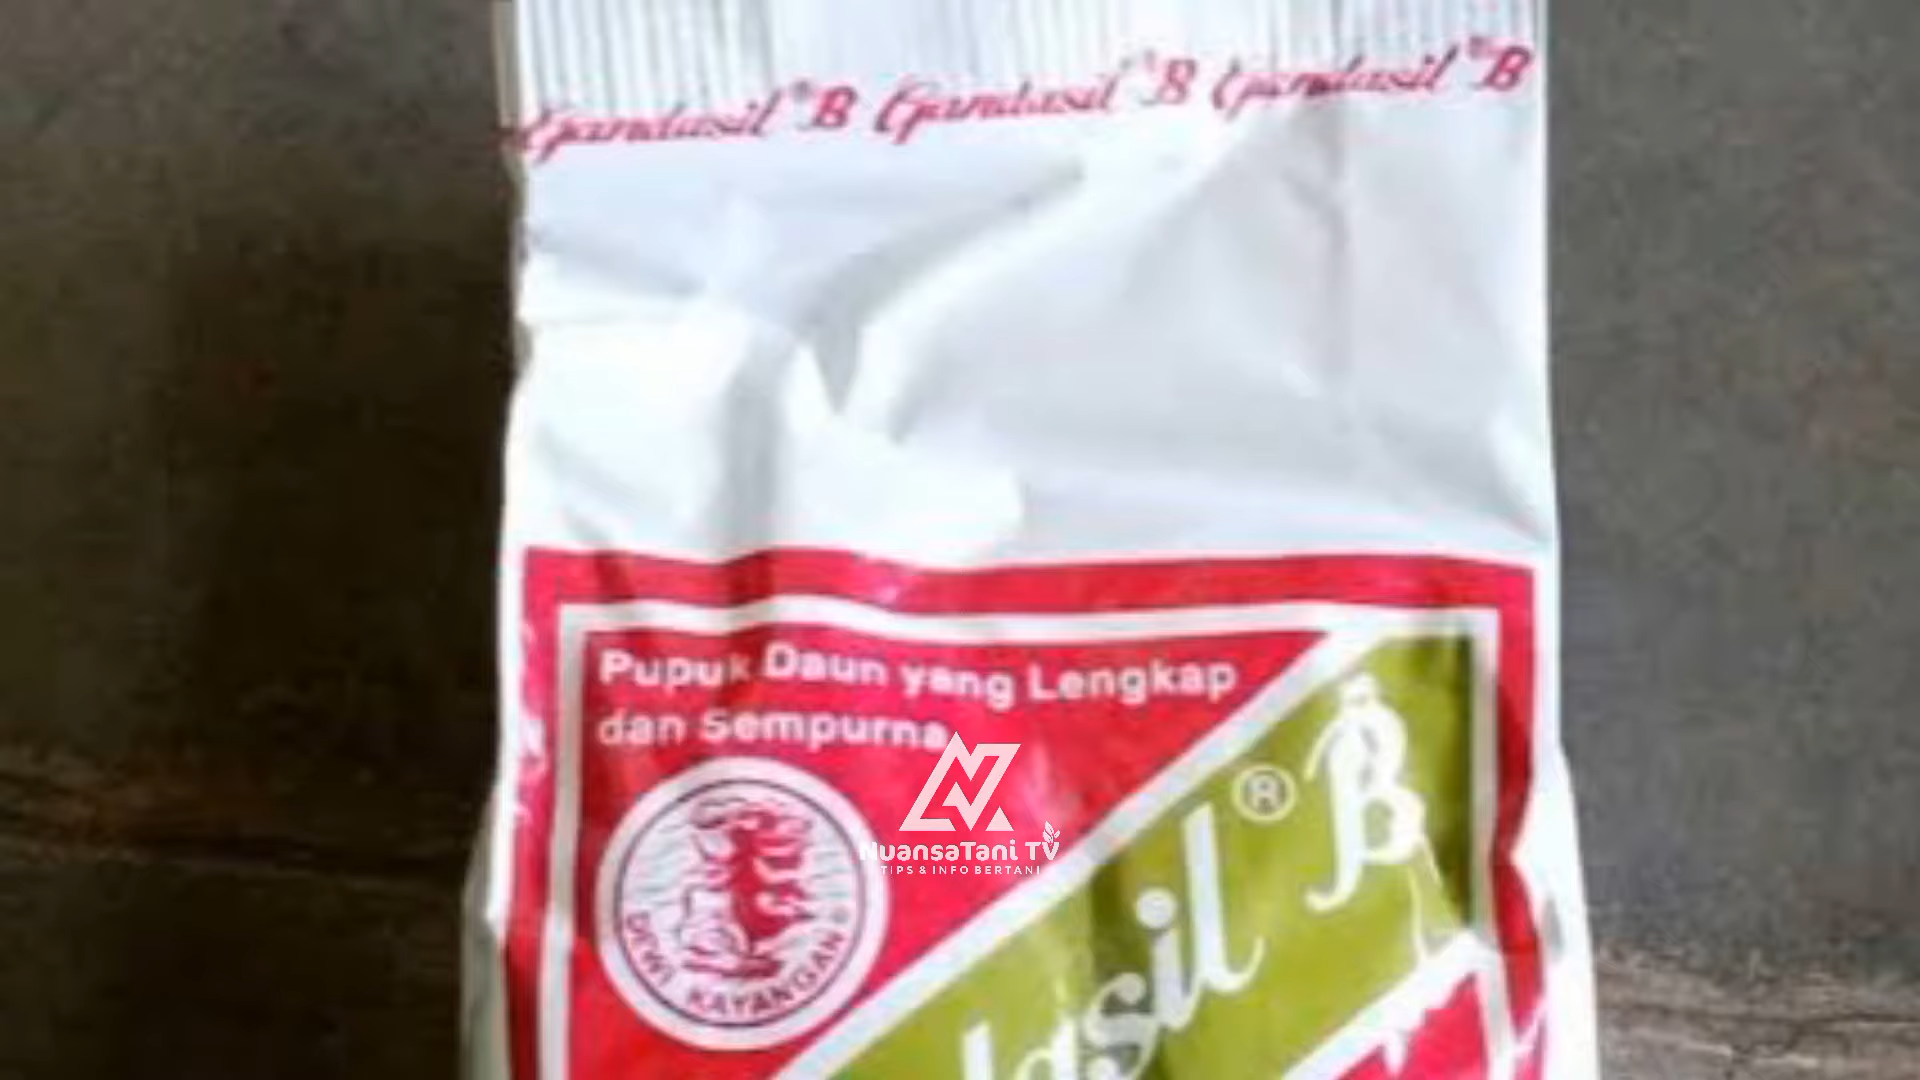 Gandasil® B Gandasil® B Gandasil® B
Pupuk Daun yang Lengkap
dan Sempurna
NuansaTani TV
TIPS & INFO BERTANI
DEWI KAYANGAN
dasil® B